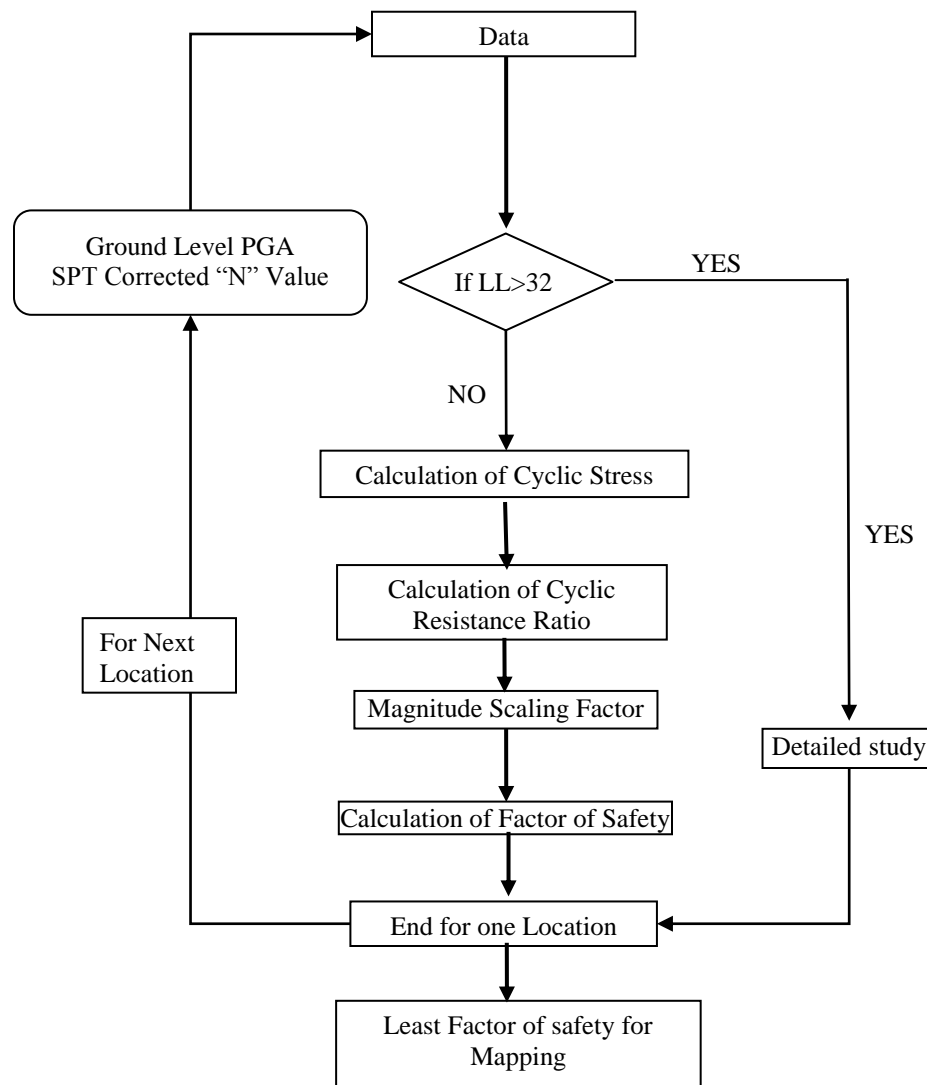 Data
Ground Level PGA
SPT Corrected “N” Value
If LL>32
YES
NO
Calculation of Cyclic Stress
YES
Calculation of Cyclic
Resistance Ratio
For Next
Location
Magnitude Scaling Factor
Detailed study
Calculation of Factor of Safety
End for one Location
Least Factor of safety for
Mapping